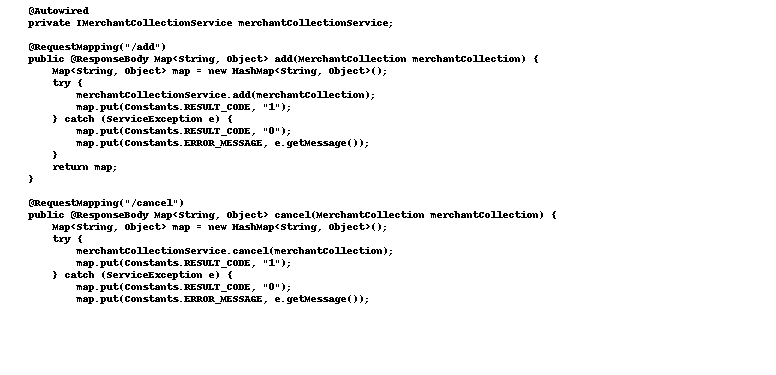 @Autowired
private IMerchantCollectionService merchantCollectionService;

@RequestMapping("/add")
public @ResponseBody Map<String, Object> add(MerchantCollection merchantCollection) {
    Map<String, Object> map = new HashMap<String, Object>();
    try {
        merchantCollectionService.add(merchantCollection);
        map.put(Constants.RESULT_CODE, "1");
    } catch (ServiceException e) {
        map.put(Constants.RESULT_CODE, "0");
        map.put(Constants.ERROR_MESSAGE, e.getMessage());
    }
    return map;
}

@RequestMapping("/cancel")
public @ResponseBody Map<String, Object> cancel(MerchantCollection merchantCollection) {
    Map<String, Object> map = new HashMap<String, Object>();
    try {
        merchantCollectionService.cancel(merchantCollection);
        map.put(Constants.RESULT_CODE, "1");
    } catch (ServiceException e) {
        map.put(Constants.RESULT_CODE, "0");
        map.put(Constants.ERROR_MESSAGE, e.getMessage());